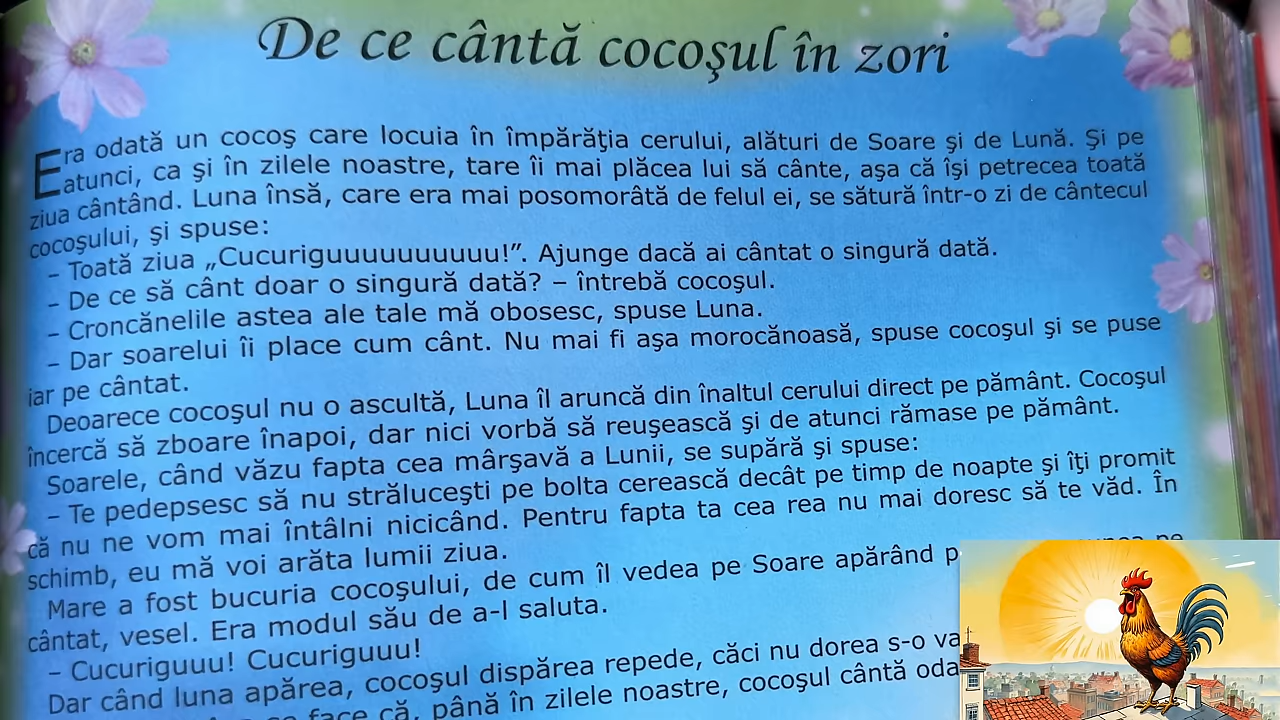 De ce cântă cocoşul în zori
Era odată un cocoş care locuia în împărăţia cerului, alături de Soare şi de Lună. Şi pe
atunci, ca şi în zilele noastre, tare îi mai plăcea lui să cânte, aşa că îşi petrecea toată
ziua cântând. Luna însă, care era mai posomorâtă de felul ei, se sătură într-o zi de cântecul
cocoşului, şi spuse:
– Toată ziua „Cucuriguuuuuuuuuu!”. Ajunge dacă ai cântat o singură dată.
– De ce să cânt doar o singură dată? – întrebă cocoşul.
– Croncănelile astea ale tale mă obosesc, spuse Luna.
– Dar soarelui îi place cum cânt. Nu mai fi aşa morocănoasă, spuse cocoşul şi se puse
iar pe cântat.
Deoarece cocoşul nu o ascultă, Luna îl aruncă din înaltul cerului direct pe pământ. Cocoşul
încercă să zboare înapoi, dar nici vorbă să reuşească şi de atunci rămase pe pământ.
Soarele, când văzu fapta cea mârşavă a Lunii, se supără şi spuse:
– Te pedepsesc să nu străluceşti pe bolta cerească decât pe timp de noapte şi îţi promit
că nu ne vom mai întâlni nicicând. Pentru fapta ta cea rea nu mai doresc să te văd. În
schimb, eu mă voi arăta lumii ziua.
Mare a fost bucuria cocoşului, de cum îl vedea pe Soare apărând pe
cântat, vesel. Era modul său de a-l saluta.
– Cucuriguuu! Cucuriguuu!
Dar când luna apărea, cocoşul dispărea repede, căci nu dorea s-o
face că, până în zilele noastre, cocoşul cântă